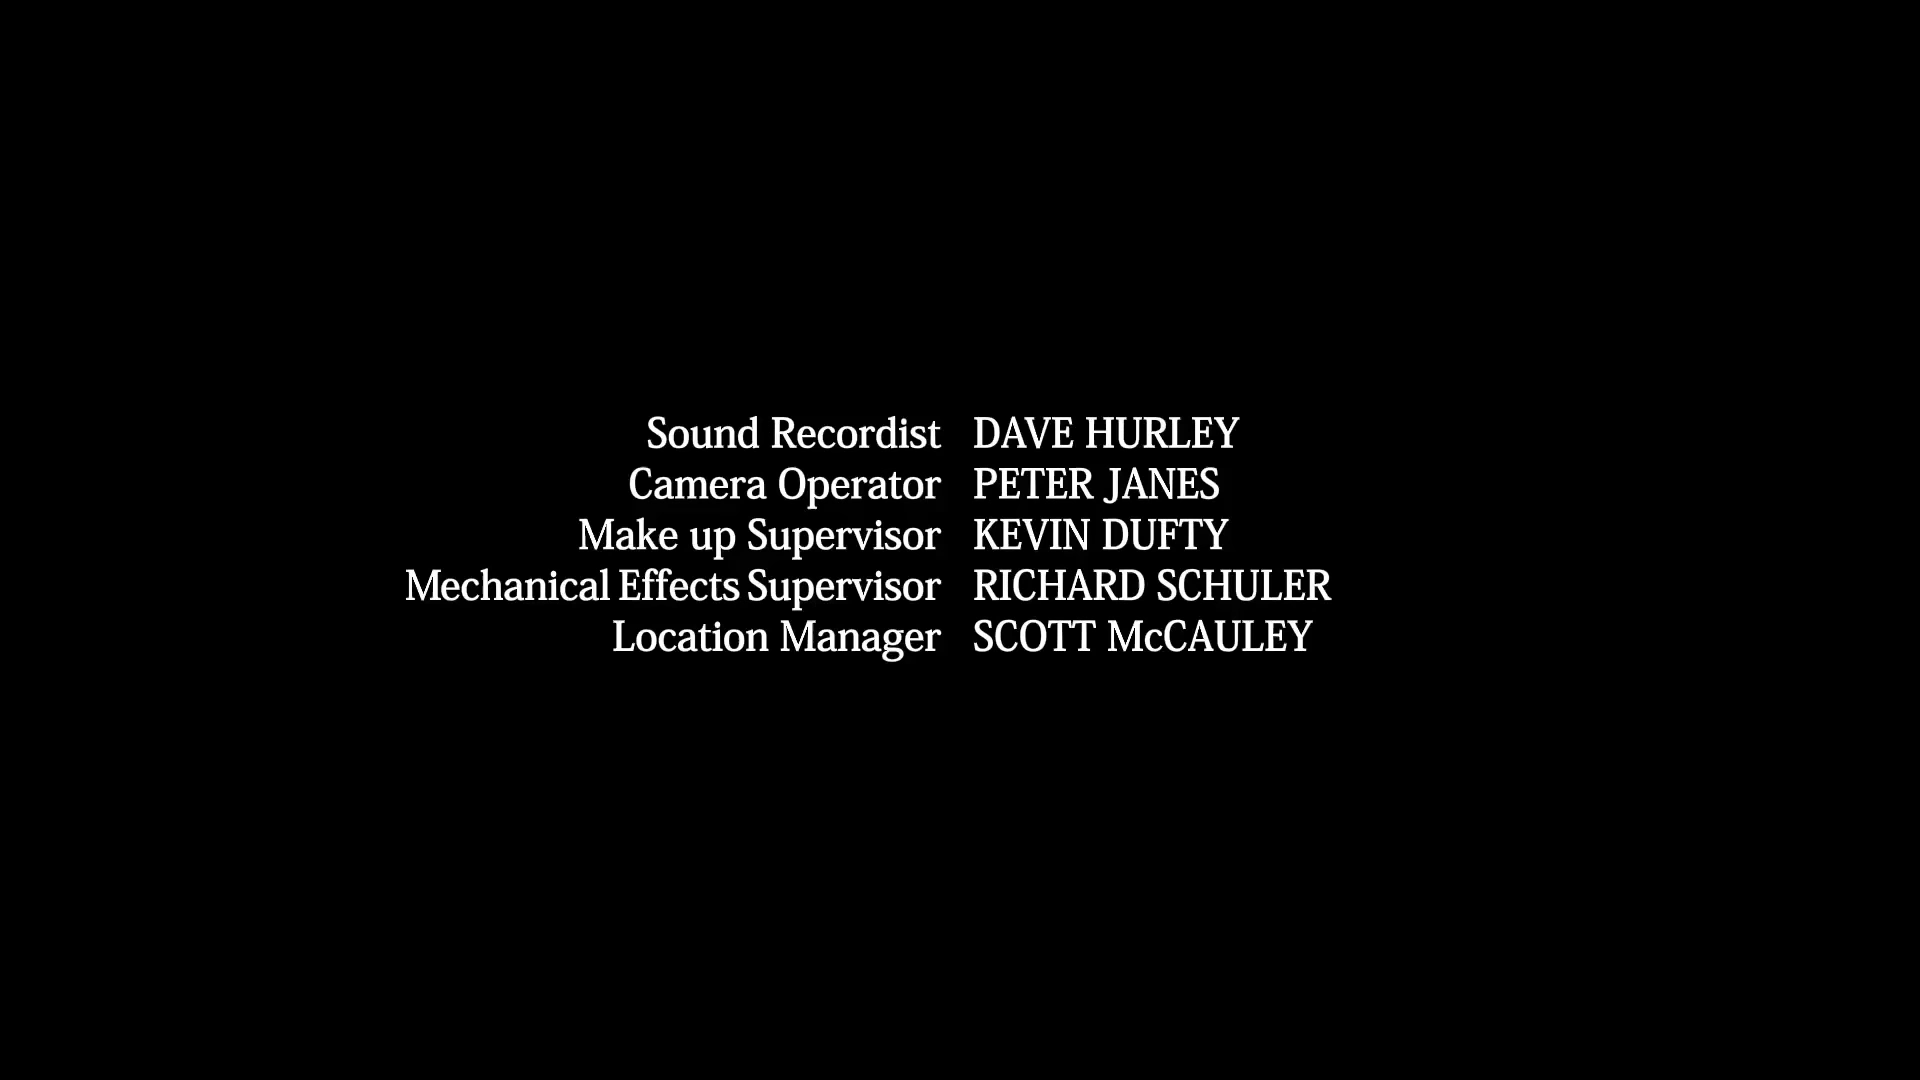 Sound Recordist DAVE HURLEY
Camera Operator PETER JANES
Make up Supervisor KEVIN DUFTY
Mechanical Effects Supervisor RICHARD SCHULER
Location Manager SCOTT McCAULEY